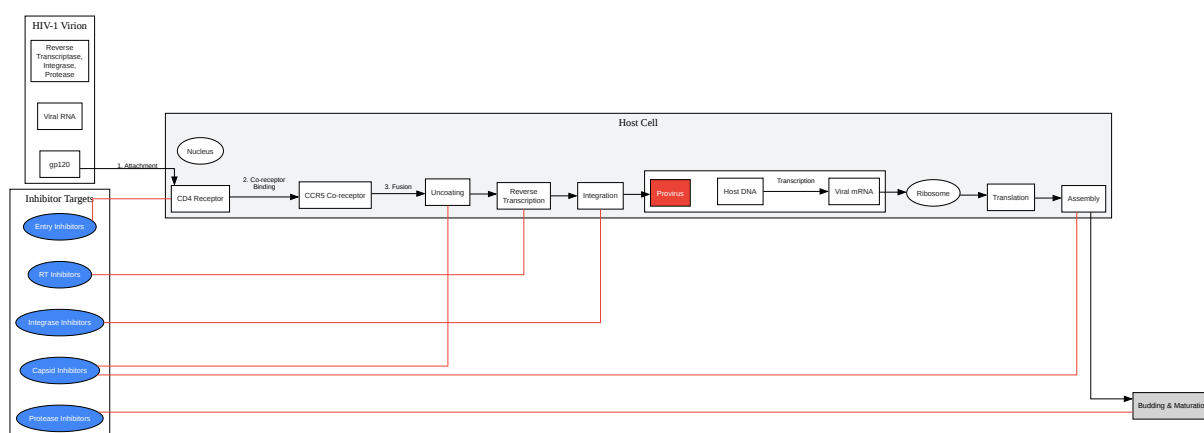 HIV-1 Virion
Reverse
Transcriptase,
Integrase,
Protease
Viral RNA
gp120
1. Attachment
Host Cell
Nucleus
CD4 Receptor
2. Co-receptor
Binding
CCR5 Co-receptor
3. Fusion
Uncoating
Reverse
Transcription
Integration
Provirus
Host DNA
Transcription
Viral mRNA
Ribosome
Translation
Assembly
Inhibitor Targets
Entry Inhibitors
RT Inhibitors
Integrase Inhibitors
Capsid Inhibitors
Protease Inhibitors
Budding & Maturatio